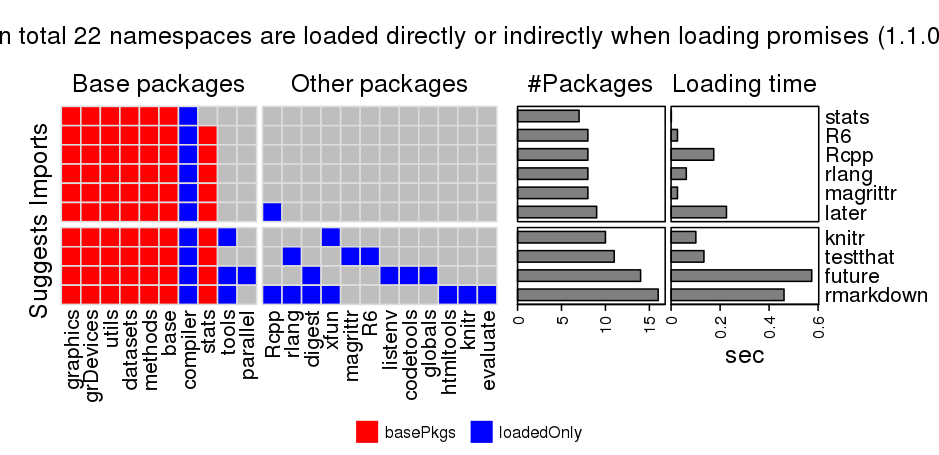 n total 22 namespaces are loaded directly or indirectly when loading promises (1.1.0
Base packages
Other packages
#Packages
Loading time
Imports
Suggests
stats
R6
Rcpp
rlang
magrittr
later
knitr
testthat
future
rmarkdown
graphics
grDevices
utils
datasets
methods
base
compiler
stats
tools
parallel
Rcpp
rlang
digest
xfun
magrittr
R6
listenv
codetools
globals
htmltools
knitr
evaluate
0 5 10 15
0 0.2 0.4 0.6
sec
basePkgs
loadedOnly